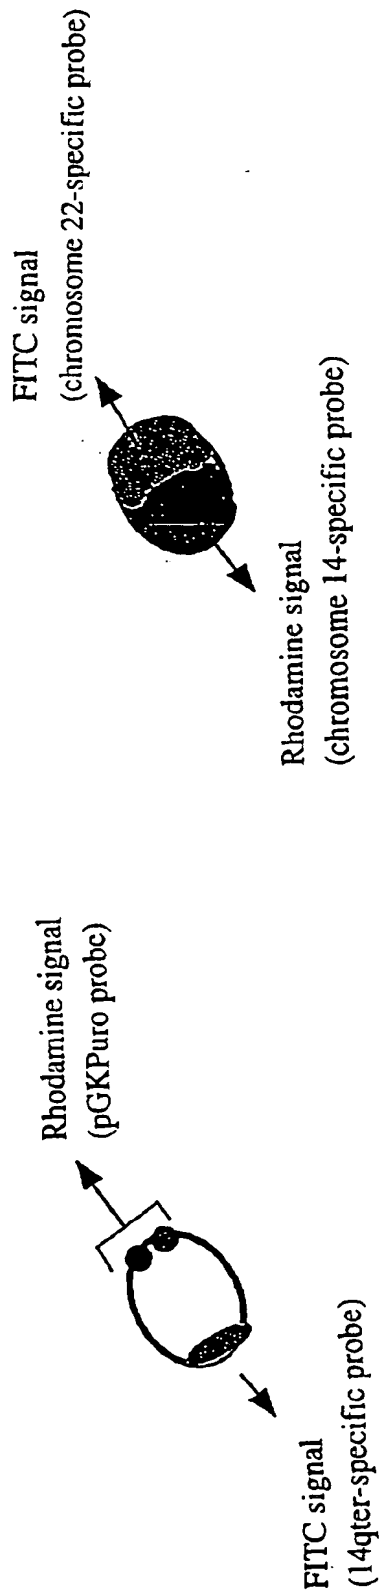 FITC signal
(14qter-specific probe)
Rhodamine signal
(pGKPuro probe)
Rhodamine signal
(chromosome 14-specific probe)
FITC signal
(chromosome 22-specific probe)